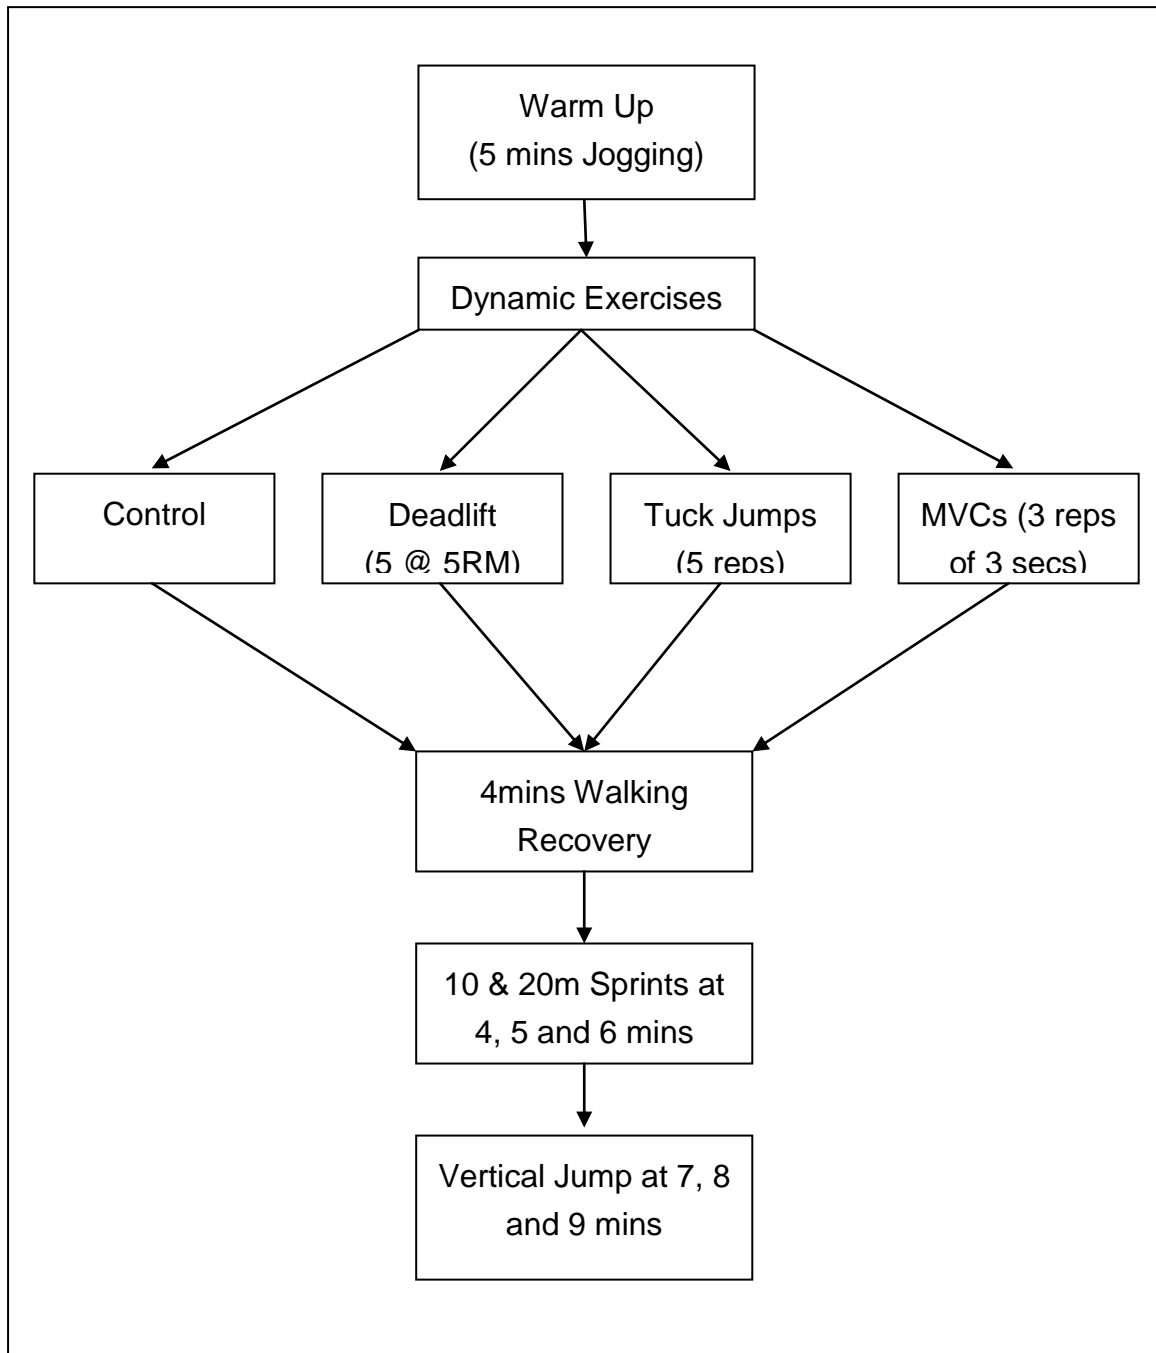 Warm Up
(5 mins Jogging)
Dynamic Exercises
Control
Deadlift
(5 @ 5RM)
Tuck Jumps
(5 reps)
MVCs (3 reps
of 3 secs)
4mins Walking
Recovery
10 & 20m Sprints at
4, 5 and 6 mins
Vertical Jump at 7, 8
and 9 mins